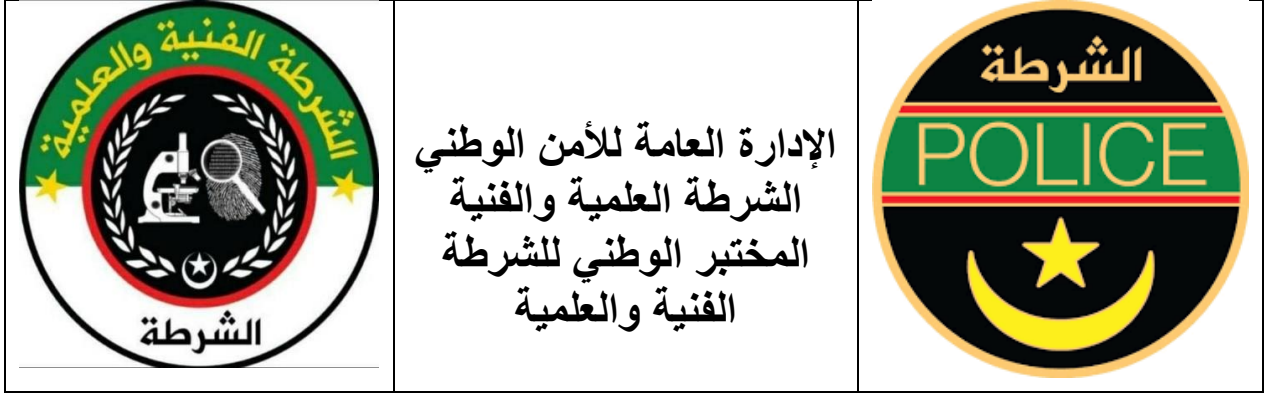 الشرطة
POLICE
الإدارة العامة للأمن الوطني
الشرطة العلمية والفنية
المختبر الوطني للشرطة
الفنية والعلمية
الشرطة الفنية والعلمية
الشرطة